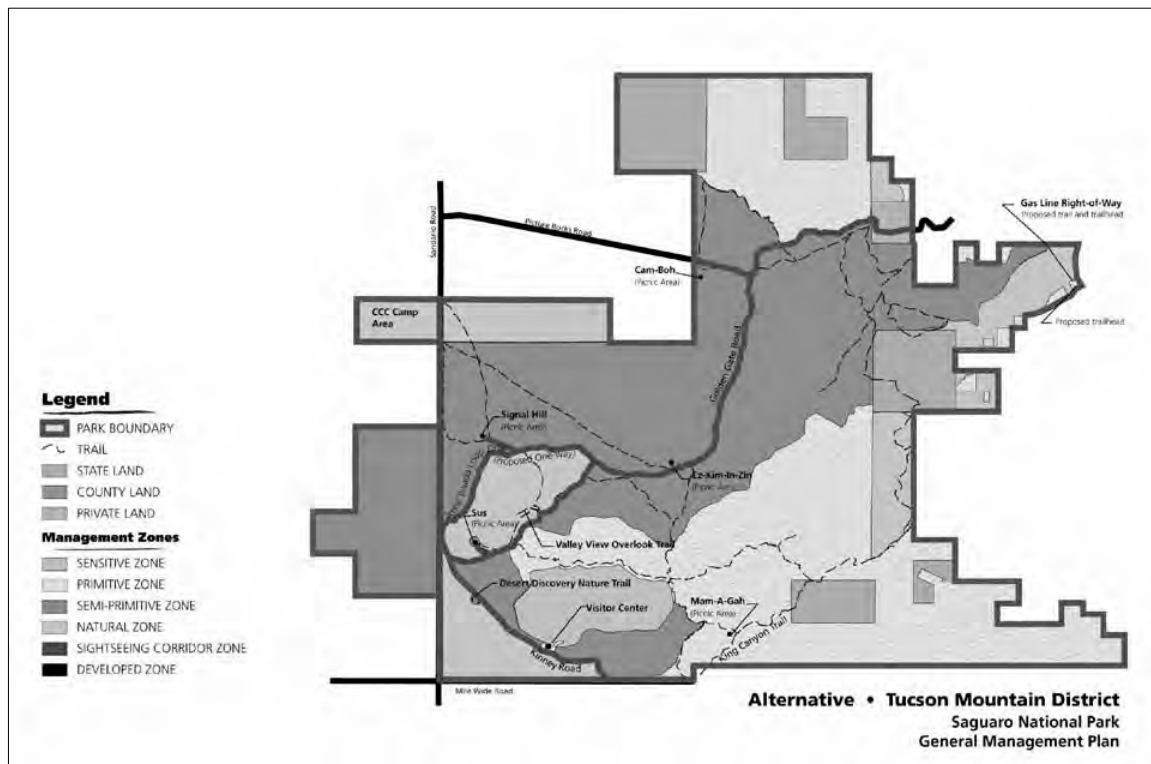 Gas Line Right-of-Way
Proposed trail and trailhead
Sandario Road
Picture Rocks Road
Cam-Boh
(Picnic Area)
Proposed trailhead
CCC Camp
Area
Golden Gate Road
Legend
PARK BOUNDARY
TRAIL
STATE LAND
COUNTY LAND
PRIVATE LAND
Management Zones
SENSITIVE ZONE
PRIMITIVE ZONE
SEMI-PRIMITIVE ZONE
NATURAL ZONE
SIGHTSEEING CORRIDOR ZONE
DEVELOPED ZONE
Signal Hill
(Picnic Area)
(Proposed One-Way)
Ez-Kim-In-Zin
(Picnic Area)
Sus
(Picnic Area)
Valley View Overlook Trail
Desert Discovery Nature Trail
Visitor Center
Mam-A-Gah
(Picnic Area)
King Canyon Trail
Kinney Road
Mile Wide Road
Alternative • Tucson Mountain District
Saguaro National Park
General Management Plan